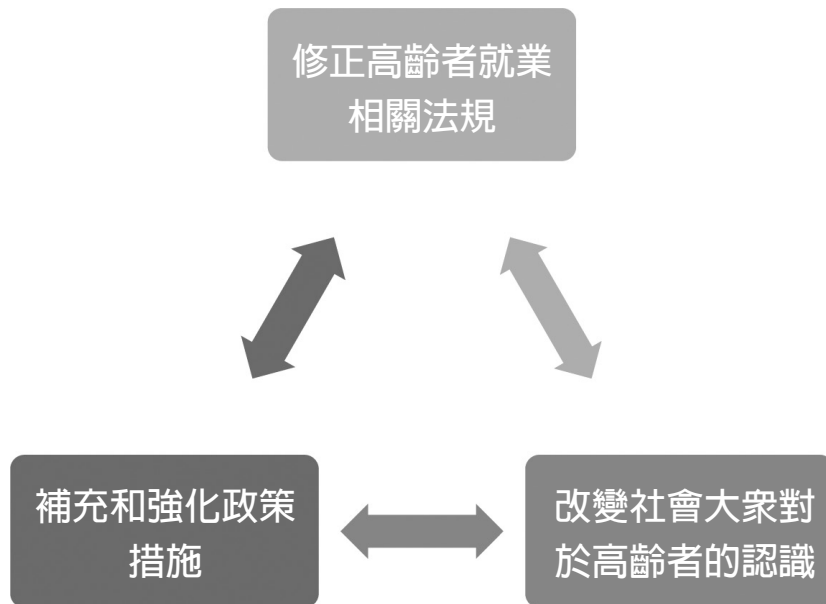 修正高齡者就業
相關法規
補充和強化政策
措施
改變社會大眾對
於高齡者的認識